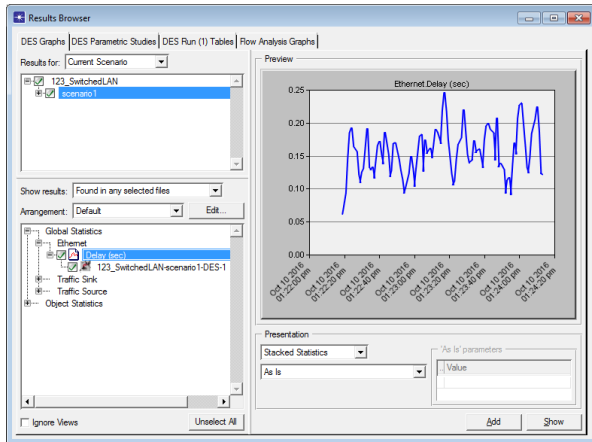 Results Browser
DES Graphs DES Parametric Studies DES Run (1) Tables Flow Analysis Graphs
Results for: Current Scenario
123_SwitchedLAN
scenario1
Show results: Found in any selected files
Arrangement: Default Edit...
Global Statistics
Ethernet
Delay (sec)
123_SwitchedLAN-scenario1-DES-1
Traffic Sink
Traffic Source
Object Statistics
Ignore Views Unselect All
Preview
Ethernet.Delay (sec)
0.25
0.20
0.15
0.10
0.05
0.00
Oct 10 2016 01:22:00 pm
Oct 10 2016 01:22:20 pm
Oct 10 2016 01:22:40 pm
Oct 10 2016 01:23:00 pm
Oct 10 2016 01:23:20 pm
Oct 10 2016 01:23:40 pm
Oct 10 2016 01:24:00 pm
Oct 10 2016 01:24:20 pm
Presentation
Stacked Statistics
As Is
'As Is' parameters
.. Value
Add Show